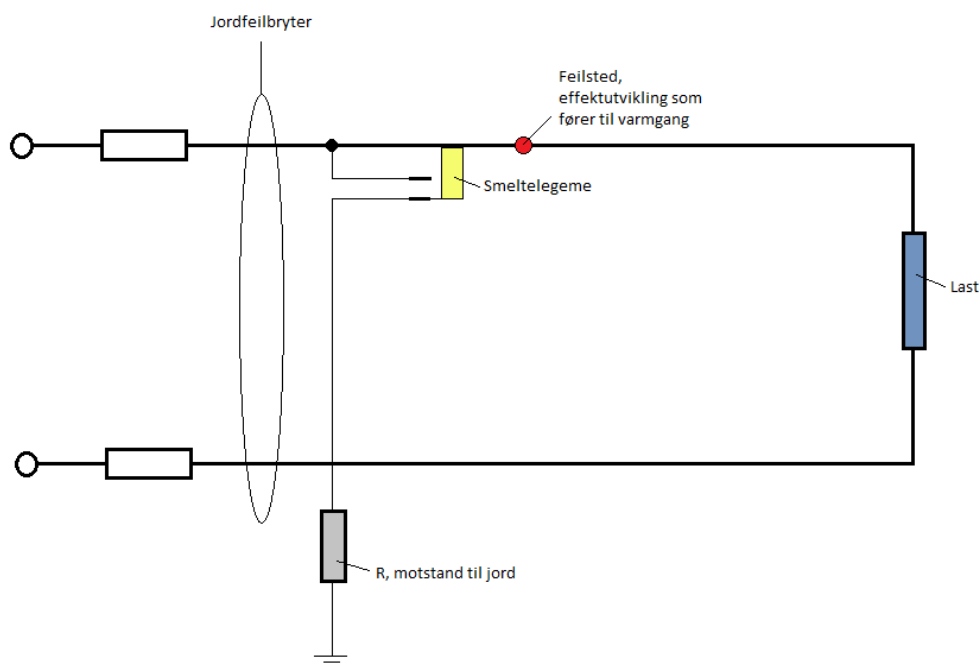 Jordfeilbryter
Feilsted,
effektutvikling som
fører til varmgang
Smeltelegeme
Last
R, motstand til jord